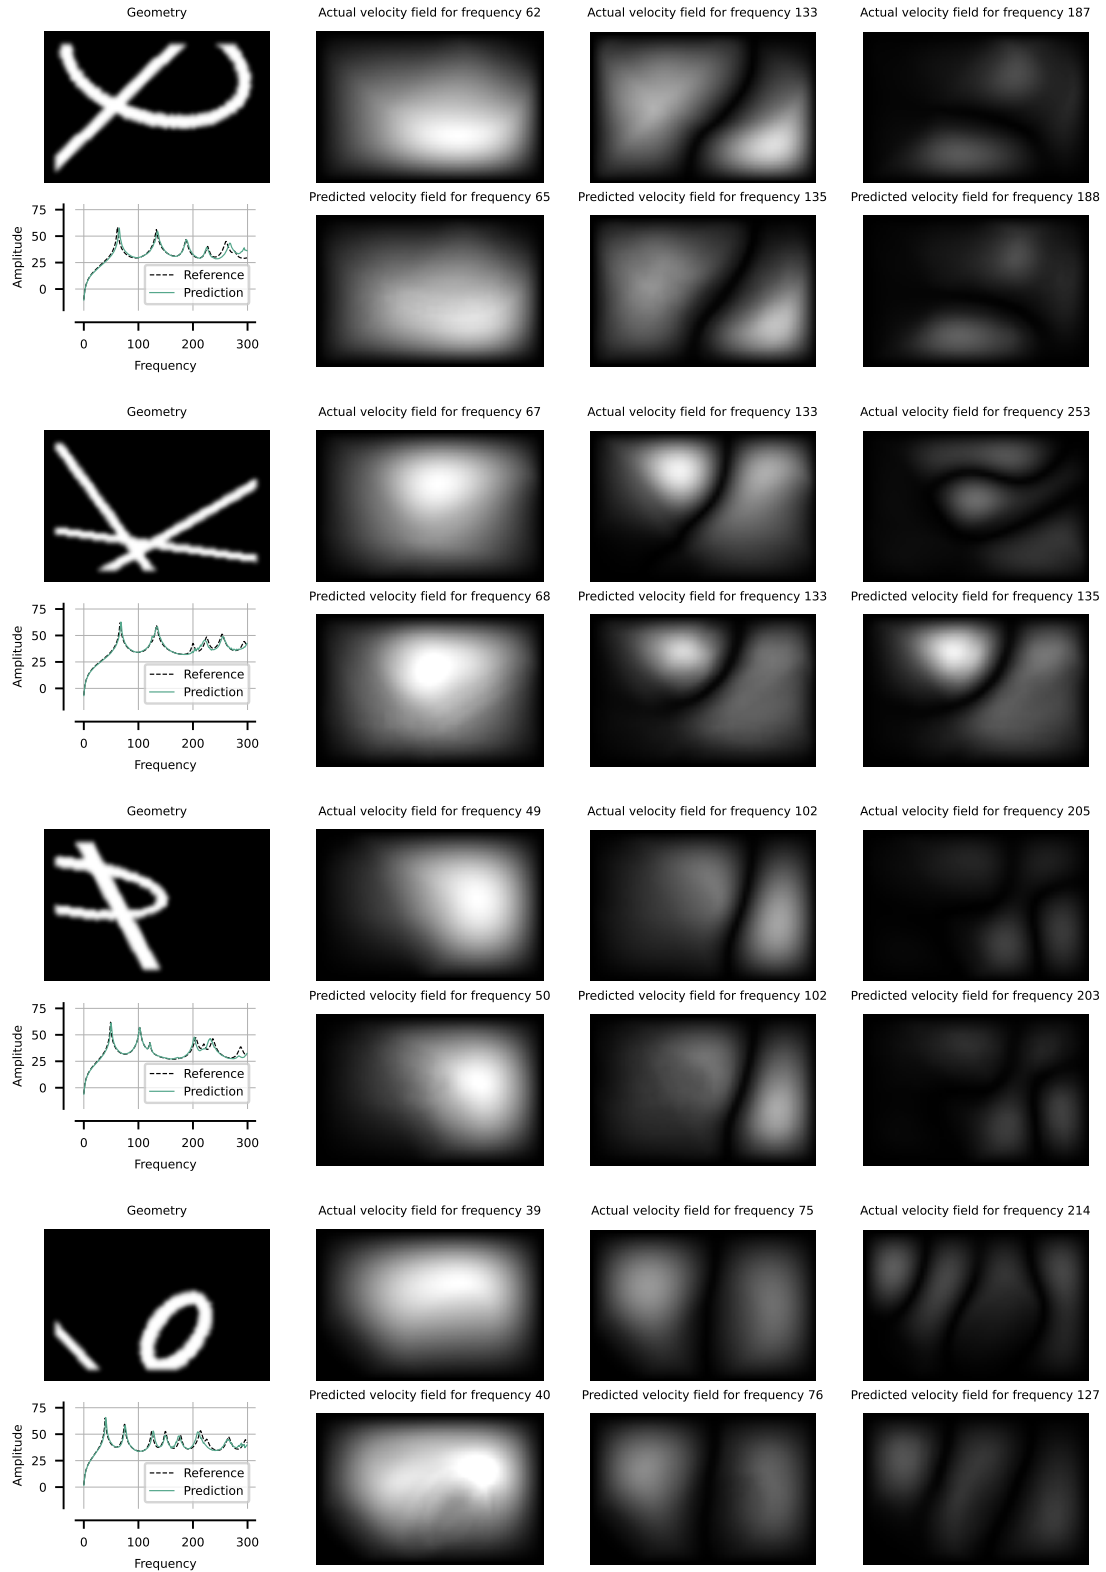 Geometry
Actual velocity field for frequency 62
Actual velocity field for frequency 133
Actual velocity field for frequency 187
Predicted velocity field for frequency 65
Predicted velocity field for frequency 135
Predicted velocity field for frequency 188
75
50
25
0
Amplitude
Reference
Prediction
0 100 200 300
Frequency
Geometry
Actual velocity field for frequency 67
Actual velocity field for frequency 133
Actual velocity field for frequency 253
Predicted velocity field for frequency 68
Predicted velocity field for frequency 133
Predicted velocity field for frequency 135
75
50
25
0
Amplitude
Reference
Prediction
0 100 200 300
Frequency
Geometry
Actual velocity field for frequency 49
Actual velocity field for frequency 102
Actual velocity field for frequency 205
Predicted velocity field for frequency 50
Predicted velocity field for frequency 102
Predicted velocity field for frequency 203
75
50
25
0
Amplitude
Reference
Prediction
0 100 200 300
Frequency
Geometry
Actual velocity field for frequency 39
Actual velocity field for frequency 75
Actual velocity field for frequency 214
Predicted velocity field for frequency 40
Predicted velocity field for frequency 76
Predicted velocity field for frequency 127
75
50
25
0
Amplitude
Reference
Prediction
0 100 200 300
Frequency